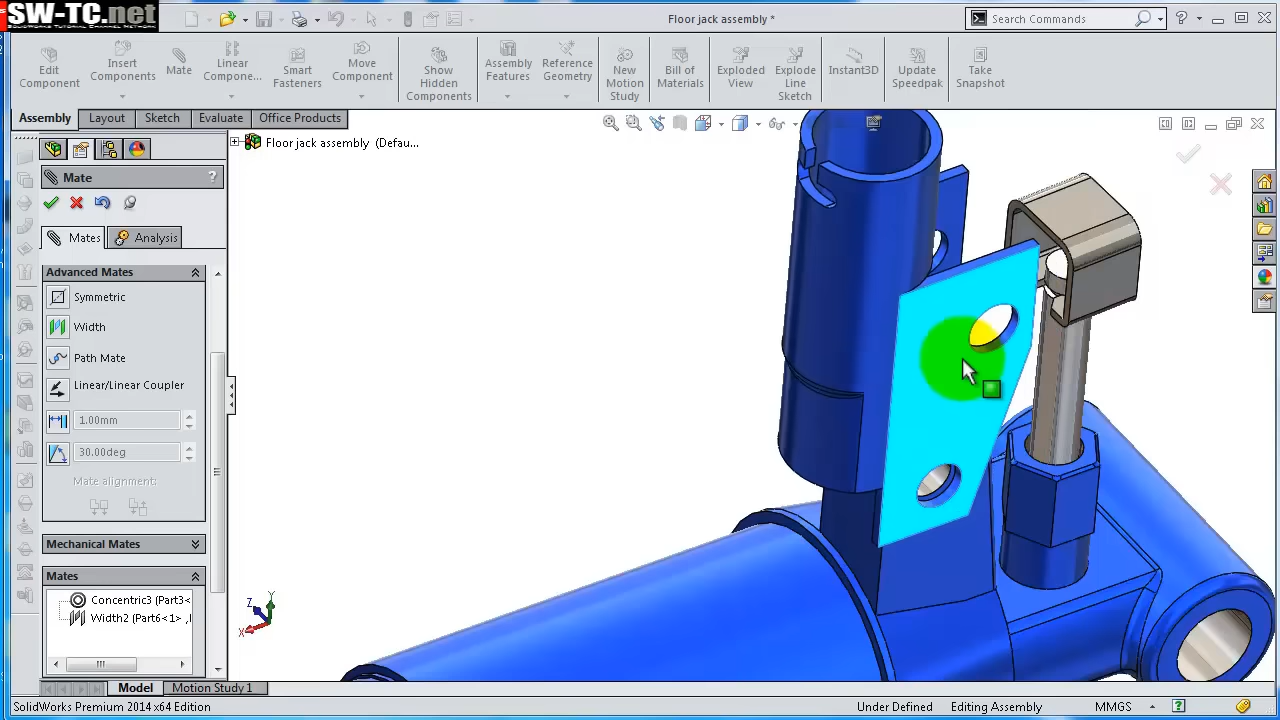 SW-TC.net
SOLIDWORKS TUTORIAL CHANNEL NETWORK
Floor jack assembly *
Search Commands
Edit Component
Insert Components
Mate
Linear Compone...
Smart Fasteners
Move Component
Show Hidden Components
Assembly Features
Reference Geometry
New Motion Study
Bill of Materials
Exploded View
Explode Line Sketch
Instant3D
Update Speedpak
Take Snapshot
Assembly
Layout
Sketch
Evaluate
Office Products
Floor jack assembly (Defau...
Mate
?
Mates
Analysis
Advanced Mates
Symmetric
Width
Path Mate
Linear/Linear Coupler
1.00mm
30.00deg
Mate alignment:
Mechanical Mates
Mates
Concentric3 (Part3<
Width2 (Part6<1> ,
Z
Y
X
Model
Motion Study 1
SolidWorks Premium 2014 x64 Edition
Under Defined
Editing Assembly
MMGS